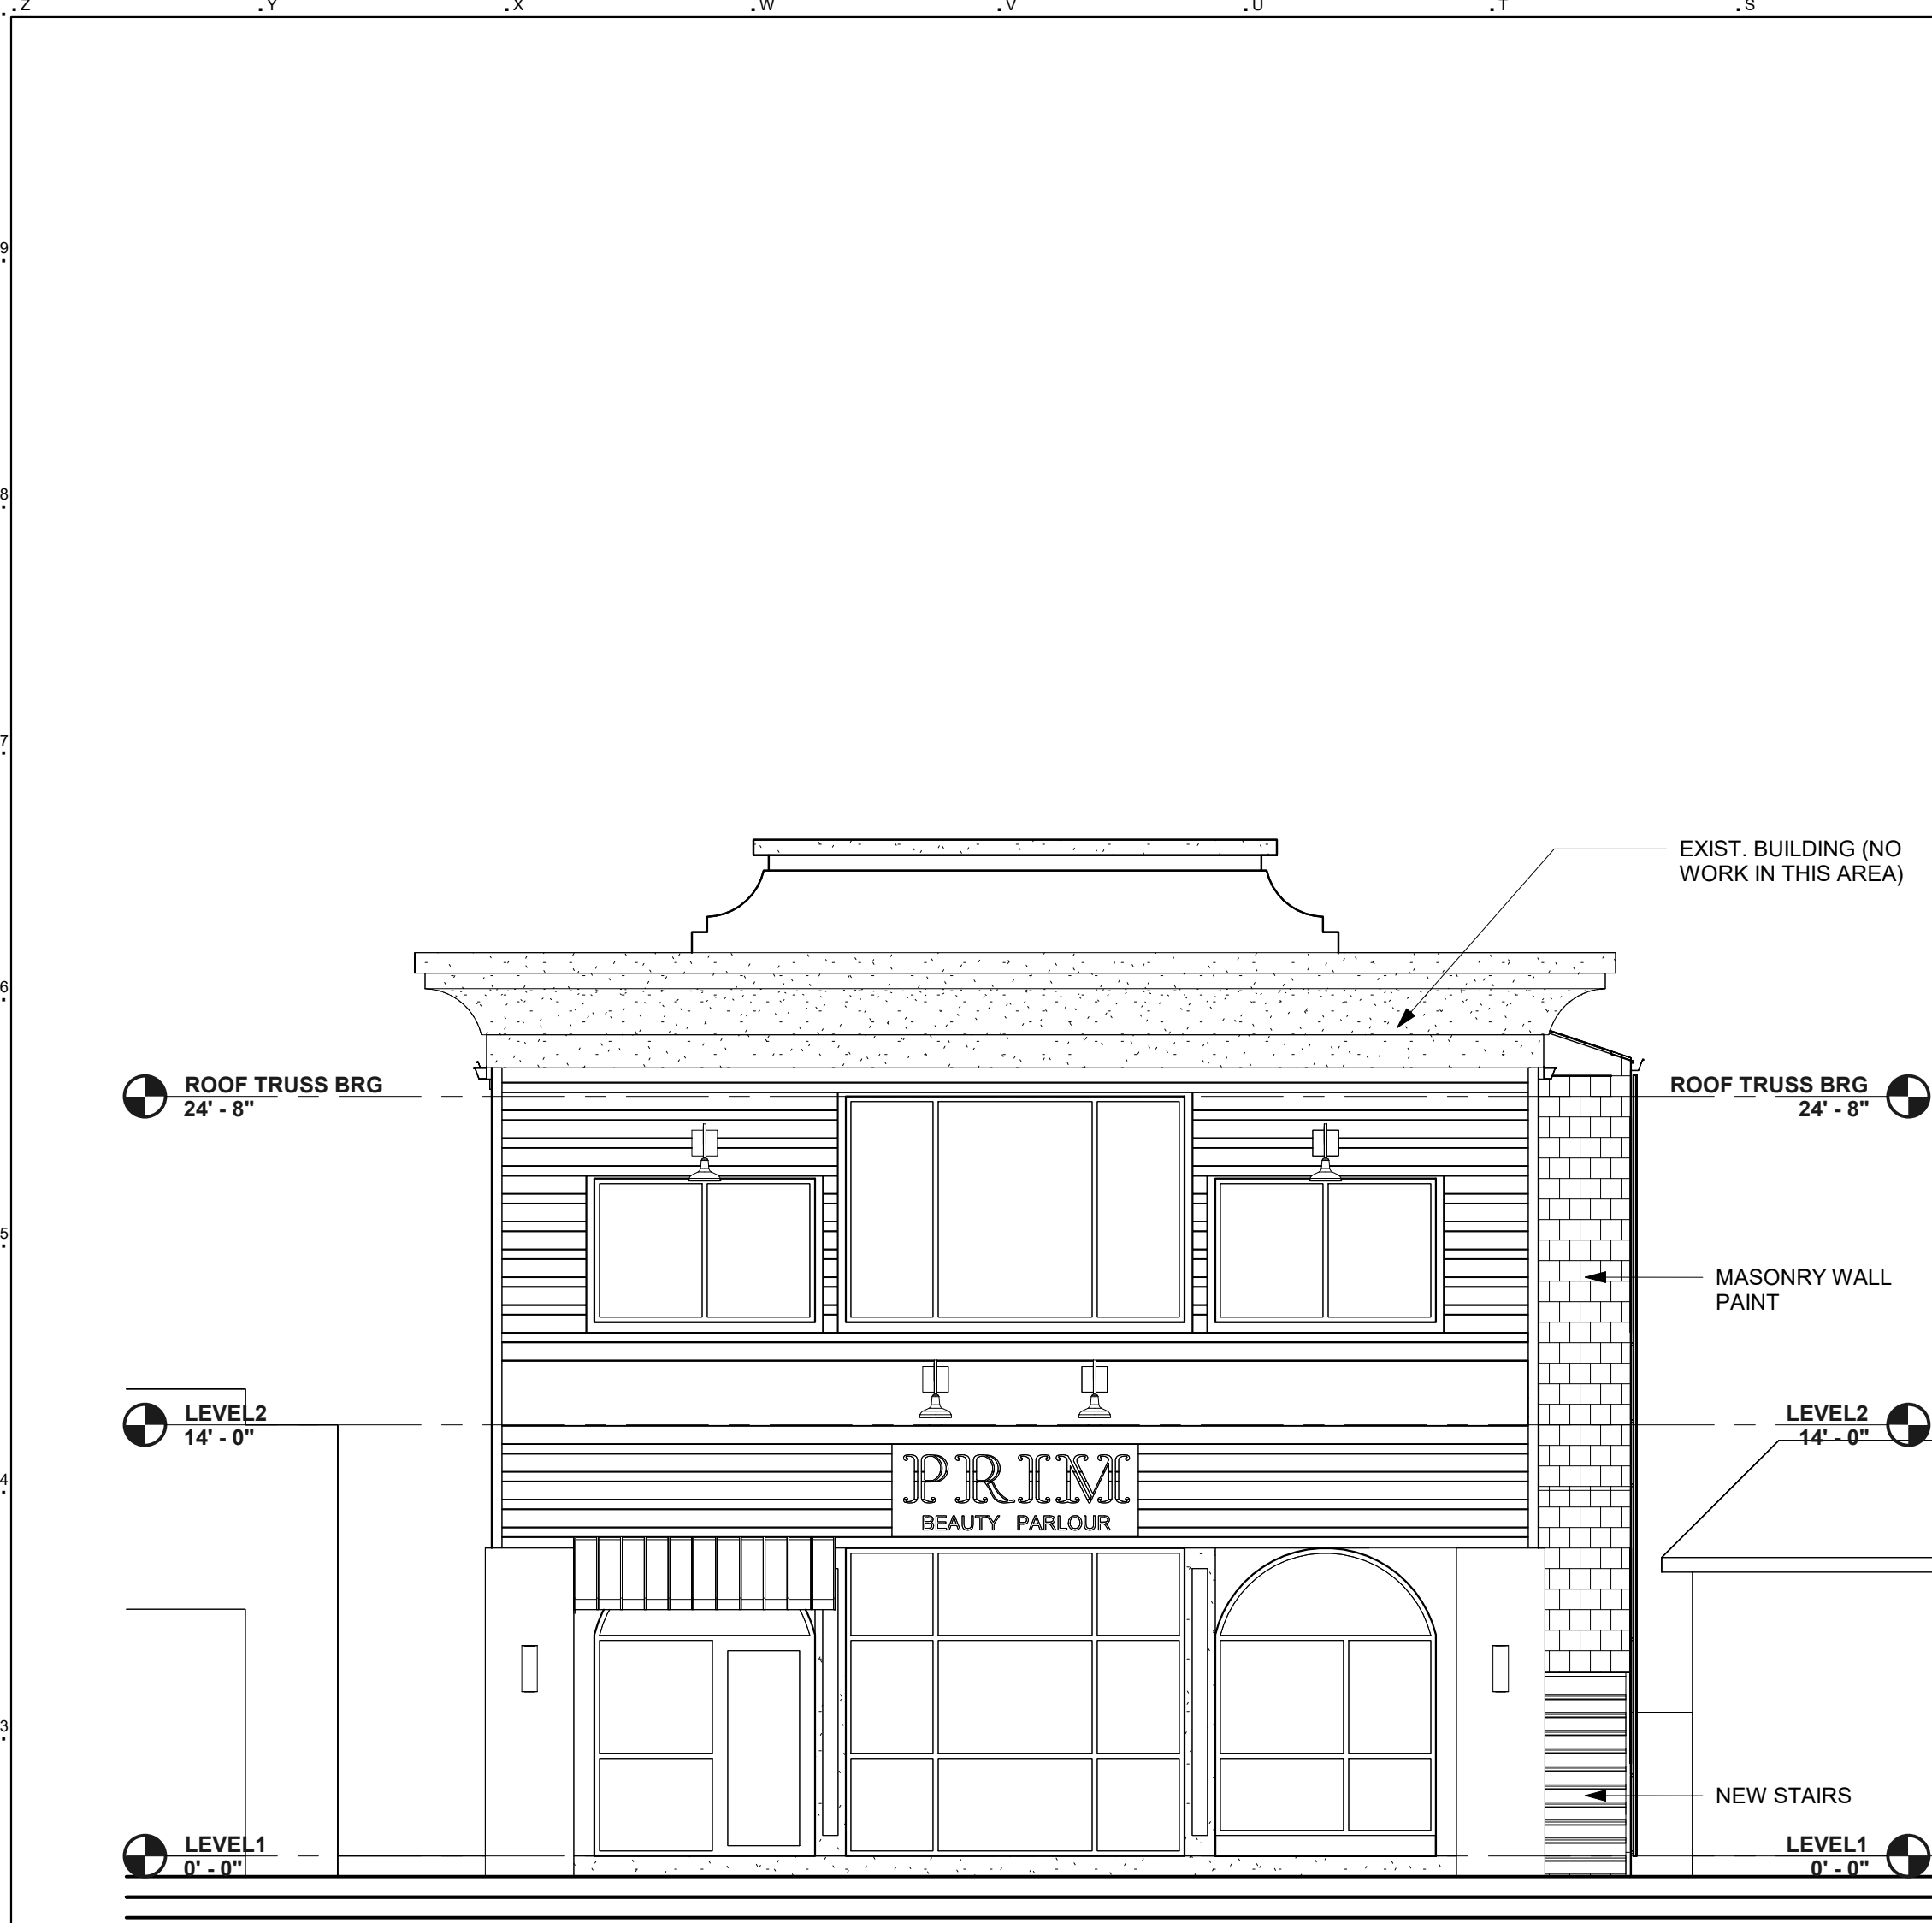 Z Y X W V U T S
9
8
7
EXIST. BUILDING (NO
WORK IN THIS AREA)
6
ROOF TRUSS BRG
24' - 8"
ROOF TRUSS BRG
24' - 8"
5
MASONRY WALL
PAINT
LEVEL2
14' - 0"
LEVEL2
14' - 0"
4
PRIM
BEAUTY PARLOUR
3
NEW STAIRS
LEVEL1
0' - 0"
LEVEL1
0' - 0"